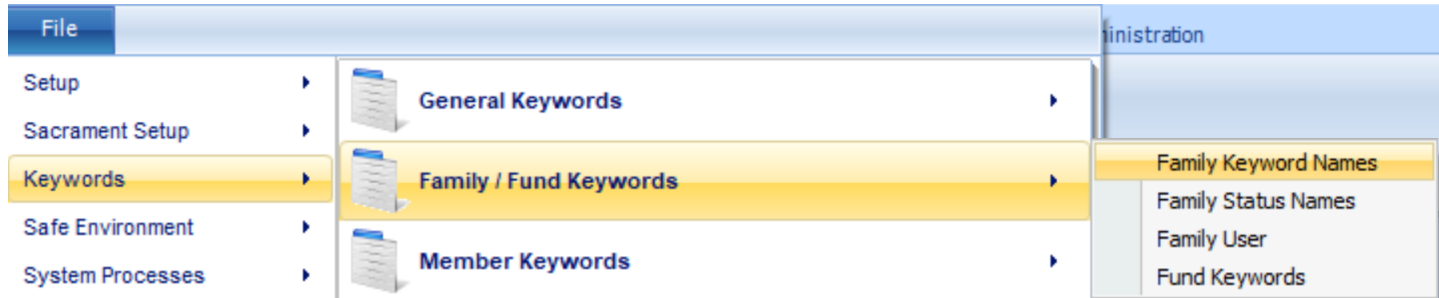 File
inistration
Setup
Sacrament Setup
Keywords
Safe Environment
System Processes
General Keywords
Family / Fund Keywords
Member Keywords
Family Keyword Names
Family Status Names
Family User
Fund Keywords